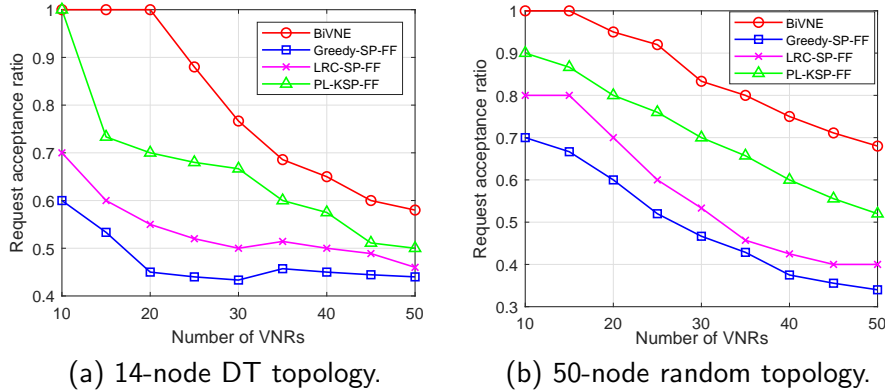 1
0.9
0.8
0.7
0.6
0.5
0.4
10
20
30
40
50
Request acceptance ratio
Number of VNRs
BiVNE
Greedy-SP-FF
LRC-SP-FF
PL-KSP-FF
(a) 14-node DT topology.
1
0.9
0.8
0.7
0.6
0.5
0.4
0.3
10
20
30
40
50
Request acceptance ratio
Number of VNRs
BiVNE
Greedy-SP-FF
LRC-SP-FF
PL-KSP-FF
(b) 50-node random topology.